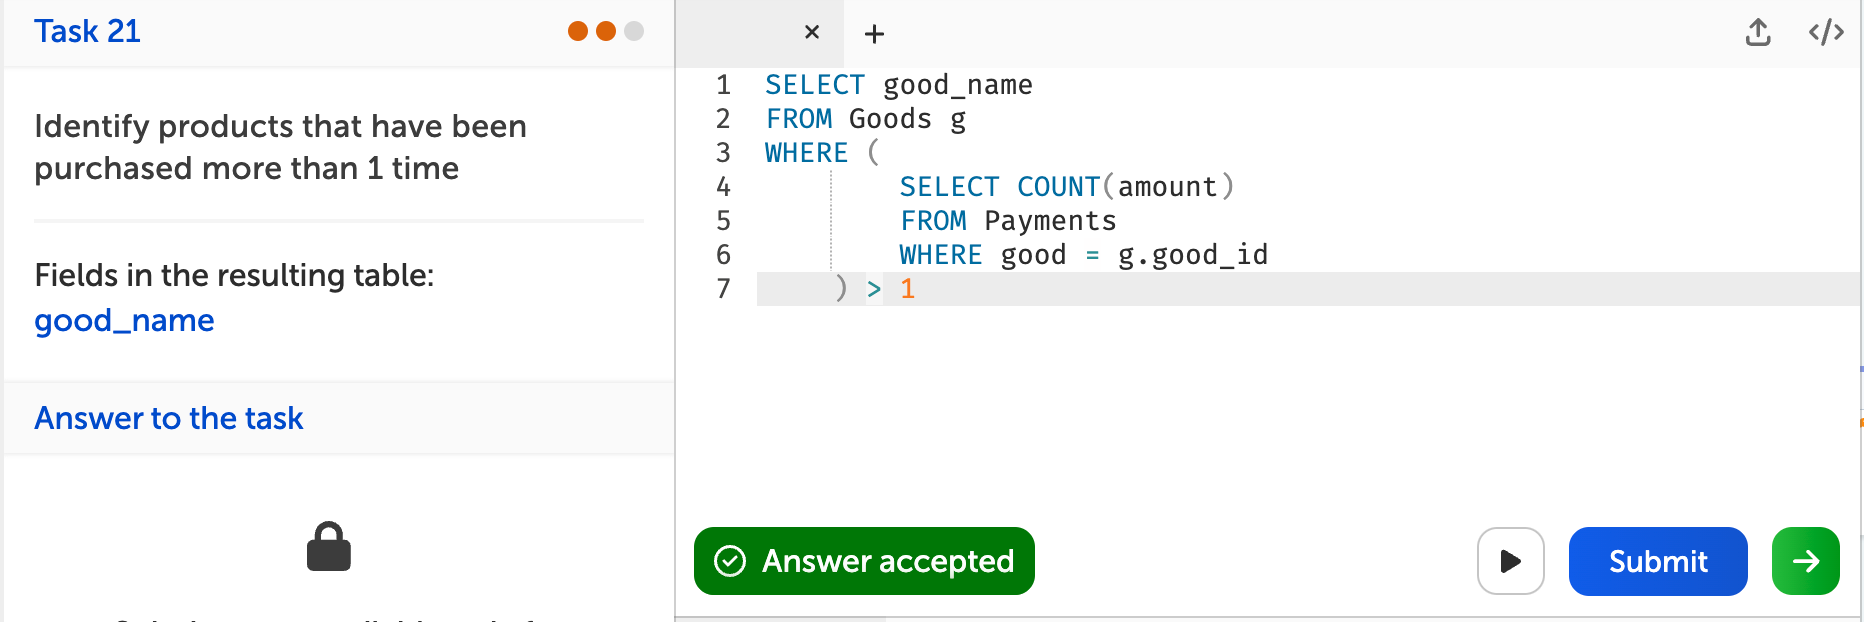 Task 21
Identify products that have been
purchased more than 1 time
Fields in the resulting table:
good_name
Answer to the task
1 SELECT good_name
2 FROM Goods g
3 WHERE (
4 SELECT COUNT(amount)
5 FROM Payments
6 WHERE good = g.good_id
7 ) > 1
Answer accepted
Submit